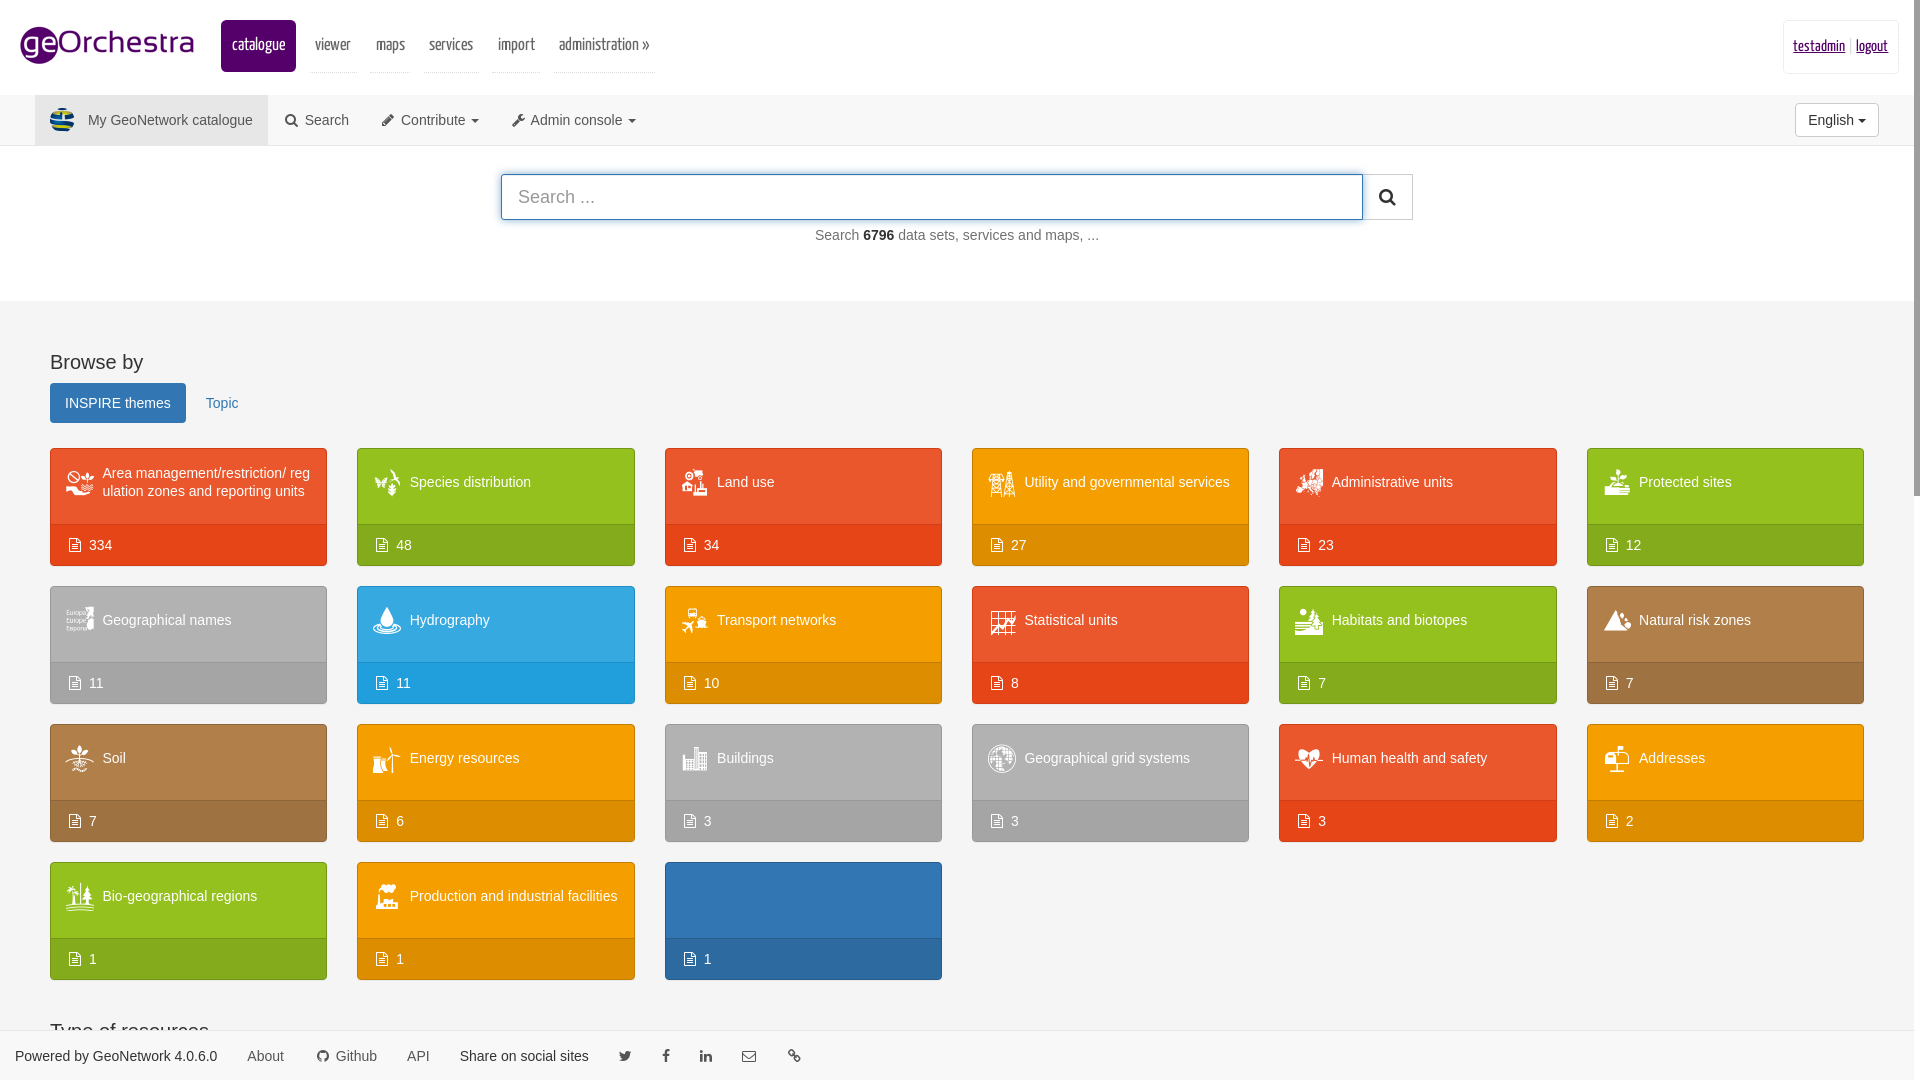 geOrchestra
catalogue
viewer
maps
services
import
administration »
testadmin | logout
My GeoNetwork catalogue
Search
Contribute
Admin console
English
Search ...
Search 6796 data sets, services and maps, ...
Browse by
INSPIRE themes
Topic
Area management/restriction/ reg
ulation zones and reporting units
Species distribution
Land use
Utility and governmental services
Administrative units
Protected sites
334
48
34
27
23
12
Geographical names
Hydrography
Transport networks
Statistical units
Habitats and biotopes
Natural risk zones
11
11
10
8
7
7
Soil
Energy resources
Buildings
Geographical grid systems
Human health and safety
Addresses
7
6
3
3
3
2
Bio-geographical regions
Production and industrial facilities
1
1
1
Type of resources
Powered by GeoNetwork 4.0.6.0
About
Github
API
Share on social sites